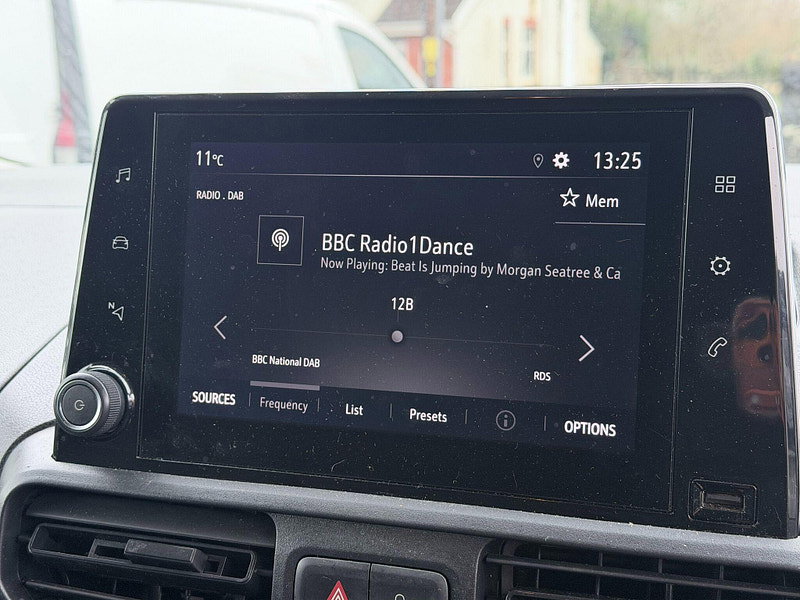 11°C
13:25
RADIO . DAB
Mem
BBC Radio1Dance
Now Playing: Beat Is Jumping by Morgan Seatree & Ca
12B
BBC National DAB
RDS
SOURCES
Frequency
List
Presets
OPTIONS
N